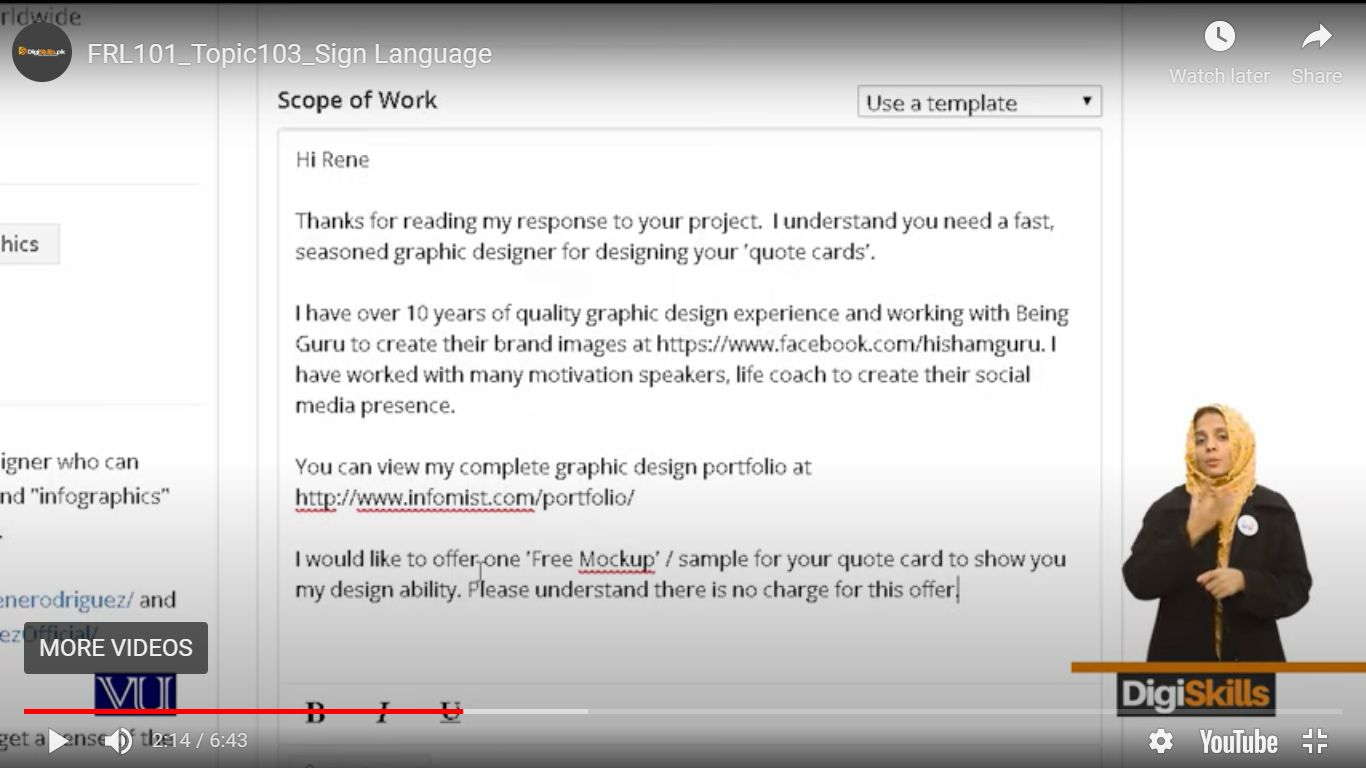 rldwide
DigiSkills.pk
FRL101_Topic103_Sign Language
Watch later
Share
Scope of Work
Use a template
Hi Rene
Thanks for reading my response to your project. I understand you need a fast,
seasoned graphic designer for designing your 'quote cards'.
I have over 10 years of quality graphic design experience and working with Being
Guru to create their brand images at https://www.facebook.com/hishamguru. I
have worked with many motivation speakers, life coach to create their social
media presence.
You can view my complete graphic design portfolio at
http://www.infomist.com/portfolio/
I would like to offer one 'Free Mockup' / sample for your quote card to show you
my design ability. Please understand there is no charge for this offer.
hics
igner who can
nd "infographics"
.
enerodriguez/ and
ezOfficial/
MORE VIDEOS
VU
B I U
get a sense of the
2:14 / 6:43
DigiSkills
YouTube